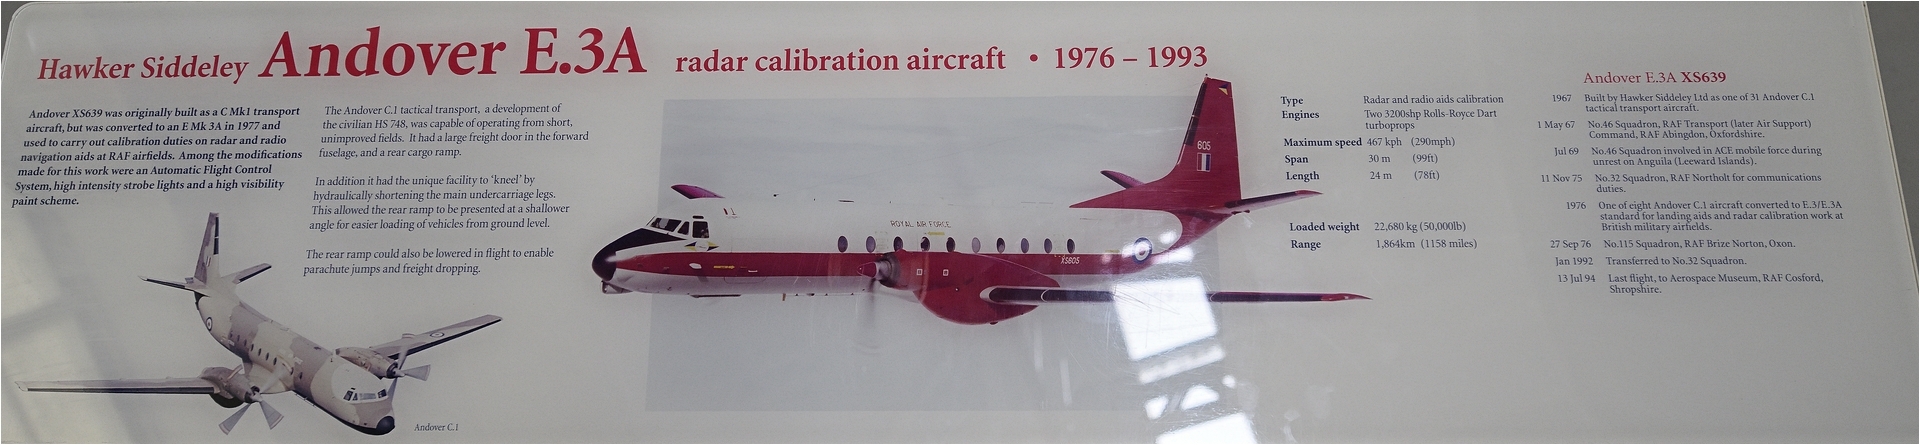 Hawker Siddeley Andover E.3A radar calibration aircraft • 1976 – 1993
Andover XS639 was originally built as a C Mk1 transport
aircraft, but was converted to an E Mk 3A in 1977 and
used to carry out calibration duties on radar and radio
navigation aids at RAF airfields. Among the modifications
made for this work were an Automatic Flight Control
System, high intensity strobe lights and a high visibility
paint scheme.
The Andover C.1 tactical transport, a development of
the civilian HS 748, was capable of operating from short,
unimproved fields. It had a large freight door in the forward
fuselage, and a rear cargo ramp.
In addition it had the unique facility to 'kneel' by
hydraulically shortening the main undercarriage legs.
This allowed the rear ramp to be presented at a shallower
angle for easier loading of vehicles from ground level.
The rear ramp could also be lowered in flight to enable
parachute jumps and freight dropping.
Andover C.1
605
ROYAL AIR FORCE
XS605
Type Radar and radio aids calibration
Engines Two 3200shp Rolls-Royce Dart
turboprops
Maximum speed 467 kph (290mph)
Span 30 m (99ft)
Length 24 m (78ft)
Loaded weight 22,680 kg (50,000lb)
Range 1,864km (1158 miles)
Andover E.3A XS639
1967 Built by Hawker Siddeley Ltd as one of 31 Andover C.1
tactical transport aircraft.
1 May 67 No.46 Squadron, RAF Transport (later Air Support)
Command, RAF Abingdon, Oxfordshire.
Jul 69 No.46 Squadron involved in ACE mobile force during
unrest on Anguila (Leeward Islands).
11 Nov 75 No.32 Squadron, RAF Northolt for communications
duties.
1976 One of eight Andover C.1 aircraft converted to E.3/E.3A
standard for landing aids and radar calibration work at
British military airfields.
27 Sep 76 No.115 Squadron, RAF Brize Norton, Oxon.
Jan 1992 Transferred to No.32 Squadron.
13 Jul 94 Last flight, to Aerospace Museum, RAF Cosford,
Shropshire.